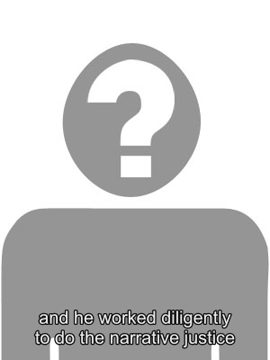 ?
and he worked diligently
to do the narrative justice